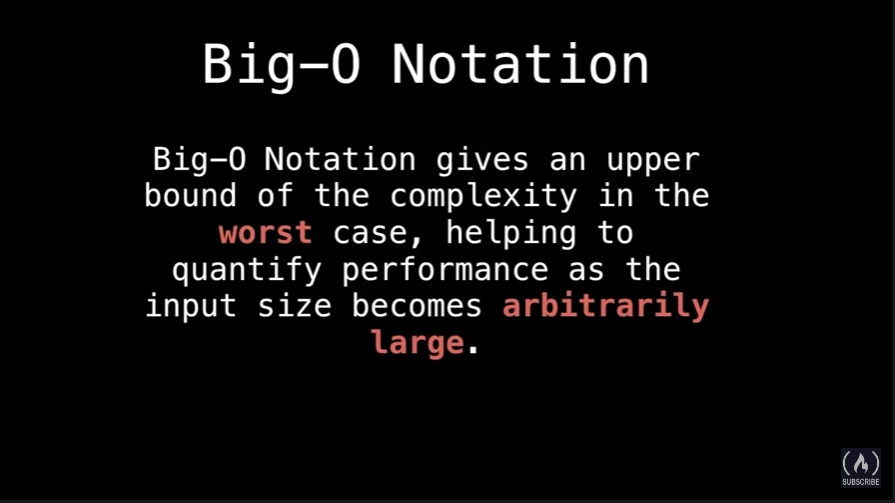 Big-O Notation
Big-O Notation gives an upper
bound of the complexity in the
worst case, helping to
quantify performance as the
input size becomes arbitrarily
large.
SUBSCRIBE